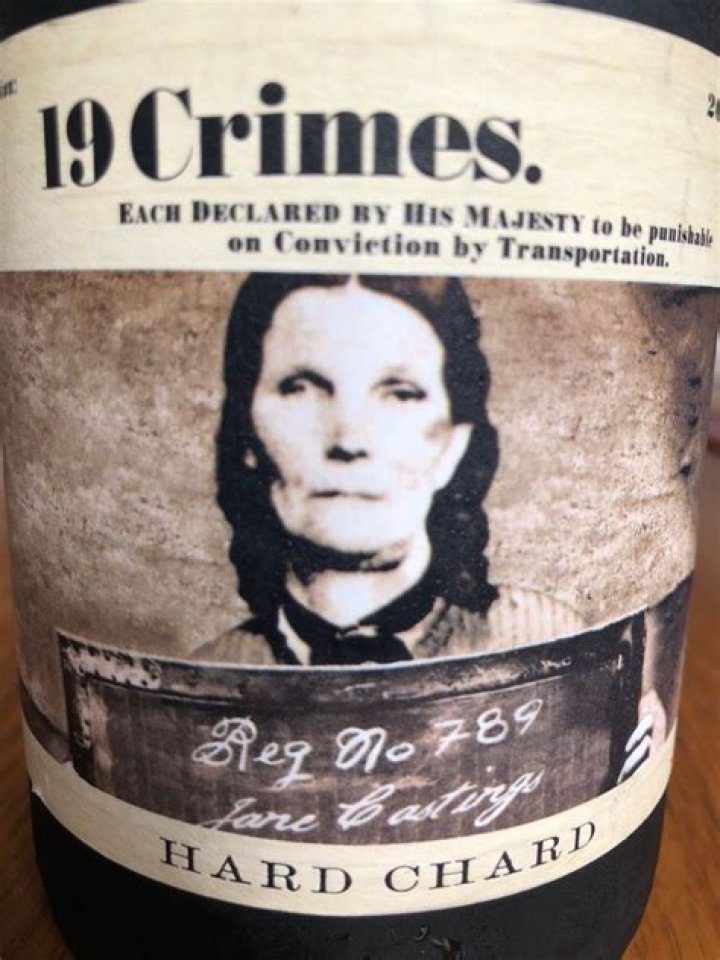 19 Crimes.
EACH DECLARED BY HIS MAJESTY to be punishable
on Conviction by Transportation.
Reg No 789
Jane Castings
HARD CHARD